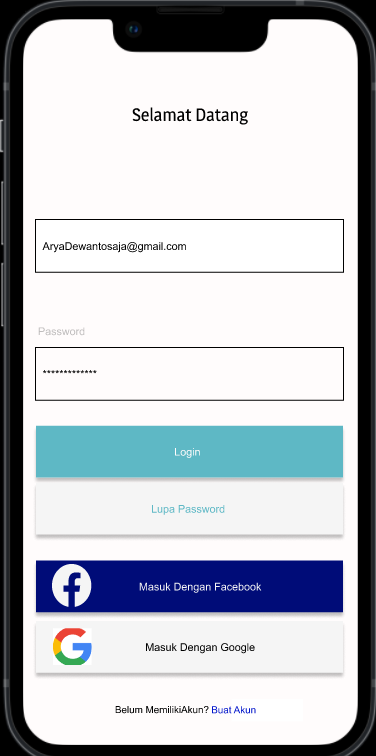 Selamat Datang
AryaDewantosaja@gmail.com
Password
*************
Login
Lupa Password
Masuk Dengan Facebook
Masuk Dengan Google
Belum MemilikiAkun? Buat Akun